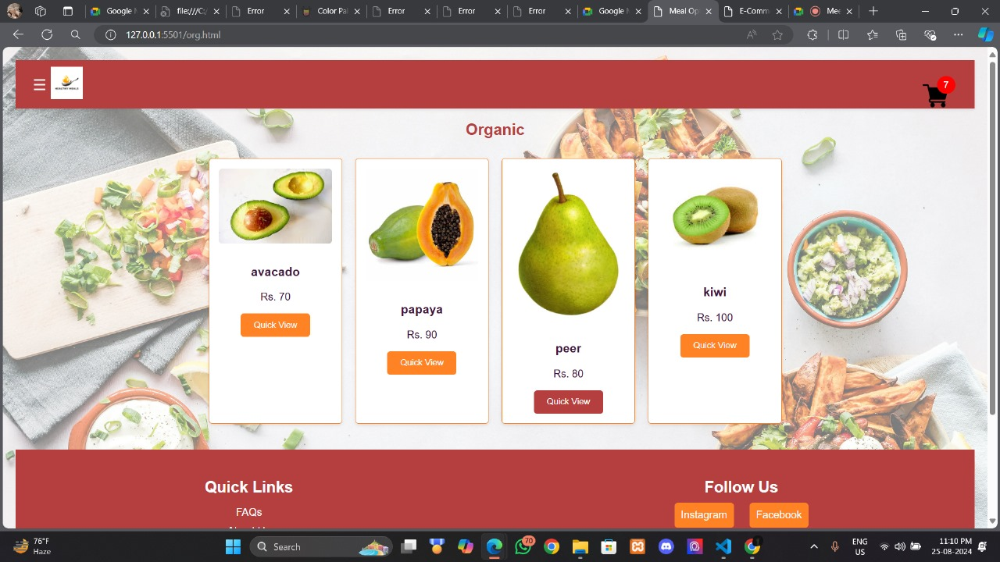 Google M
file:///C:/
Error
Color Pal
Error
Error
Error
Google M
Meal Op
E-Comm
Mee
127.0.0.1:5501/org.html
HEALTHY MEALS
7
Organic
avacado
Rs. 70
Quick View
papaya
Rs. 90
Quick View
peer
Rs. 80
Quick View
kiwi
Rs. 100
Quick View
Quick Links
FAQs
Follow Us
Instagram
Facebook
76°F
Haze
Search
70
ENG
US
11:10 PM
25-08-2024